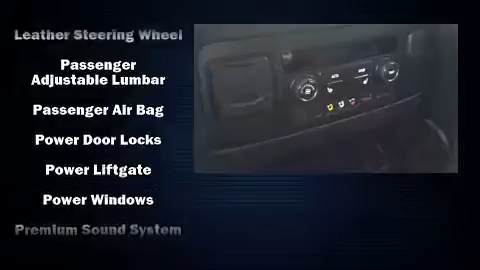 Leather Steering Wheel
Passenger
Adjustable Lumbar
Passenger Air Bag
Power Door Locks
Power Liftgate
Power Windows
Premium Sound System